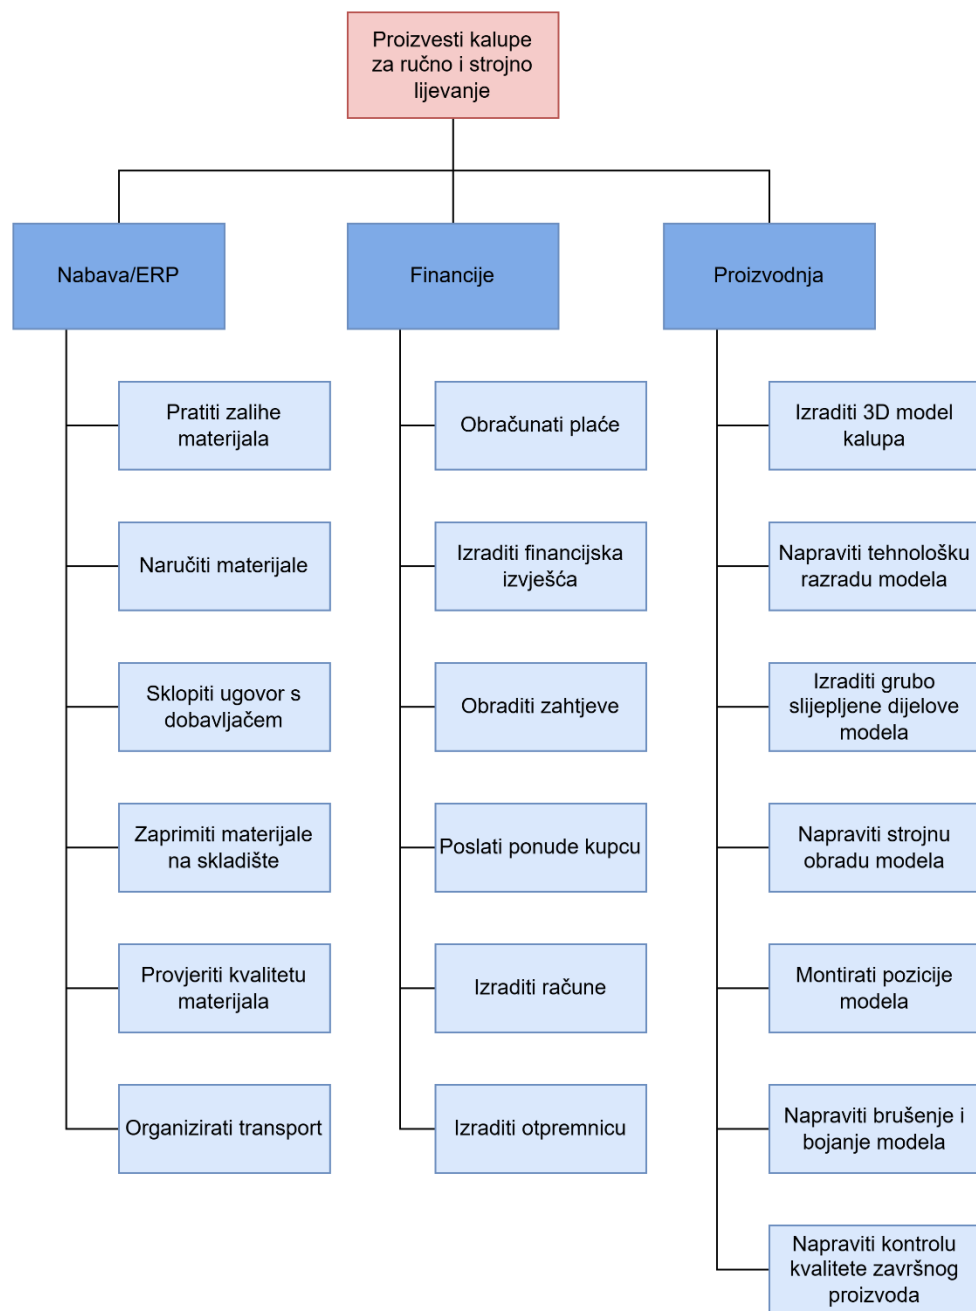 Proizvesti kalupe
za ručno i strojno
lijevanje
Nabava/ERP
Financije
Proizvodnja
Pratiti zalihe
materijala
Naručiti materijale
Sklopiti ugovor s
dobavljačem
Zaprimiti materijale
na skladište
Provjeriti kvalitetu
materijala
Organizirati transport
Obračunati plaće
Izraditi financijska
izvješća
Obraditi zahtjeve
Poslati ponude kupcu
Izraditi račune
Izraditi otpremnicu
Izraditi 3D model
kalupa
Napraviti tehnološku
razradu modela
Izraditi grubo
slijepljene dijelove
modela
Napraviti strojnu
obradu modela
Montirati pozicije
modela
Napraviti brušenje i
bojanje modela
Napraviti kontrolu
kvalitete završnog
proizvoda